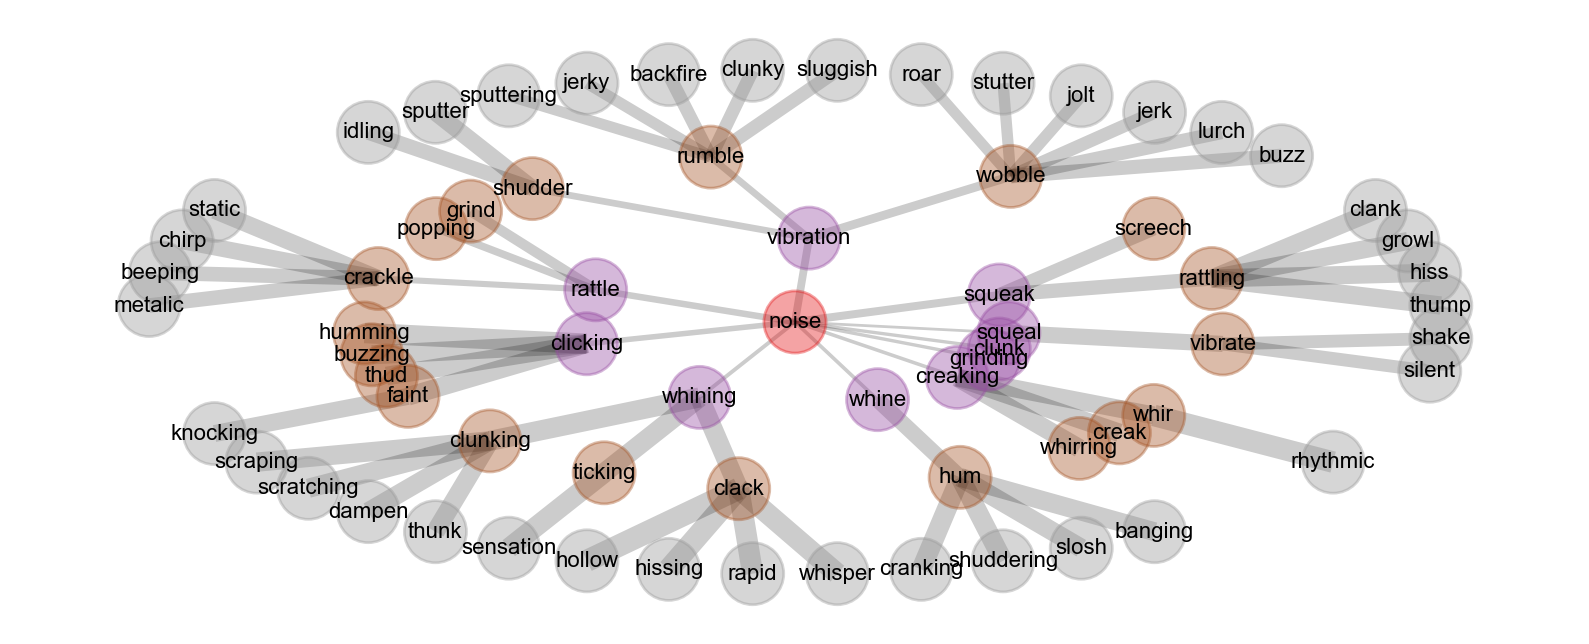 backfire
clunky
sluggish
roar
stutter
jerky
sputtering
jolt
sputter
jerk
idling
lurch
buzz
rumble
wobble
shudder
static
grind
clank
popping
screech
chirp
vibration
growl
beeping
crackle
rattle
squeak
rattling
hiss
metalic
thump
noise
humming
clicking
squeal
shake
buzzing
clunk
vibrate
grinding
thud
creaking
silent
faint
whining
whine
whir
knocking
clunking
creak
whirring
scraping
rhythmic
ticking
hum
scratching
clack
dampen
thunk
banging
sensation
slosh
hollow
shuddering
hissing
rapid
whisper
cranking